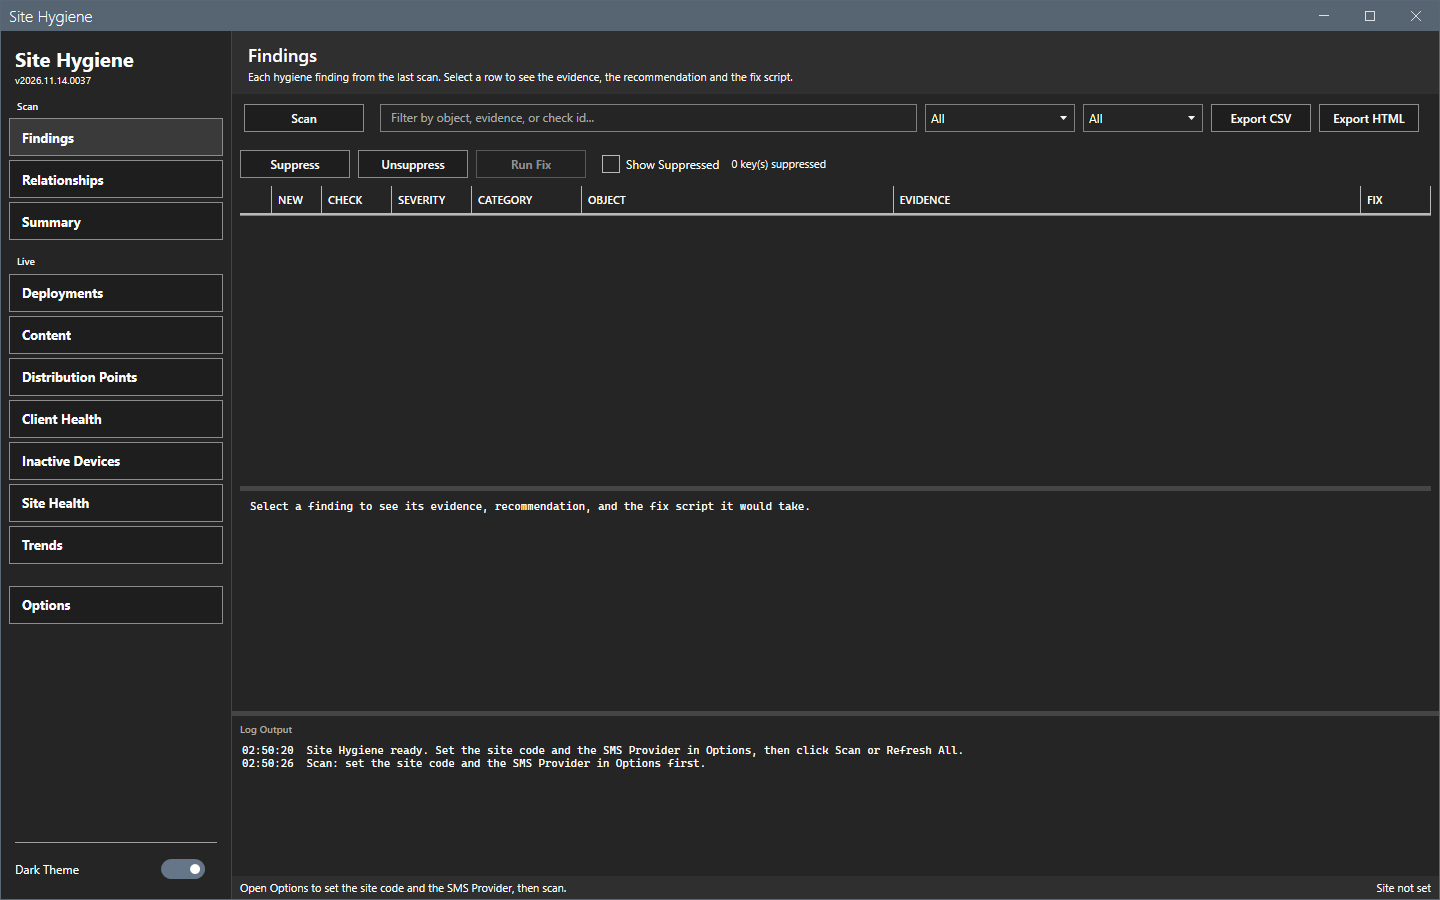 Site Hygiene
Site Hygiene
v2026.11.14.0037
Scan
Findings
Relationships
Summary
Live
Deployments
Content
Distribution Points
Client Health
Inactive Devices
Site Health
Trends
Options
Dark Theme
Findings
Each hygiene finding from the last scan. Select a row to see the evidence, the recommendation and the fix script.
Scan Filter by object, evidence, or check id... All All Export CSV Export HTML
Suppress Unsuppress Run Fix Show Suppressed 0 key(s) suppressed
NEW CHECK SEVERITY CATEGORY OBJECT EVIDENCE FIX
Select a finding to see its evidence, recommendation, and the fix script it would take.
Log Output
02:50:20 Site Hygiene ready. Set the site code and the SMS Provider in Options, then click Scan or Refresh All.
02:50:26 Scan: set the site code and the SMS Provider in Options first.
Open Options to set the site code and the SMS Provider, then scan. Site not set